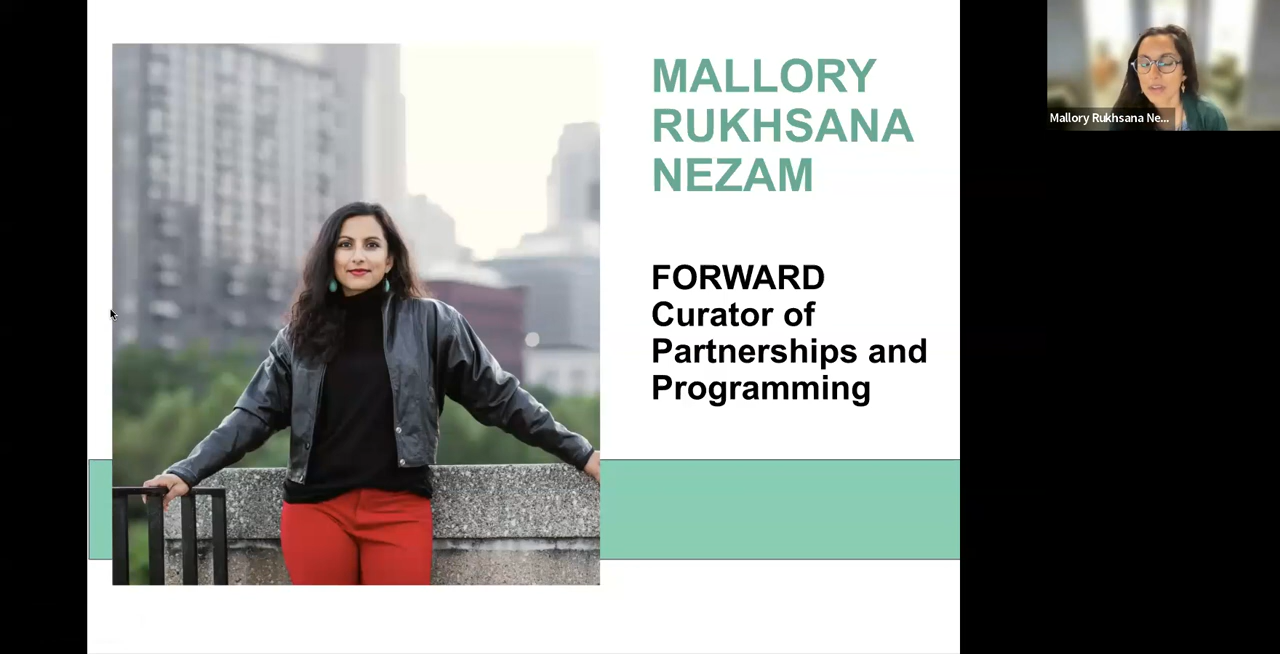 MALLORY
RUKHSANA
NEZAM
FORWARD
Curator of
Partnerships and
Programming
Mallory Rukhsana Ne...